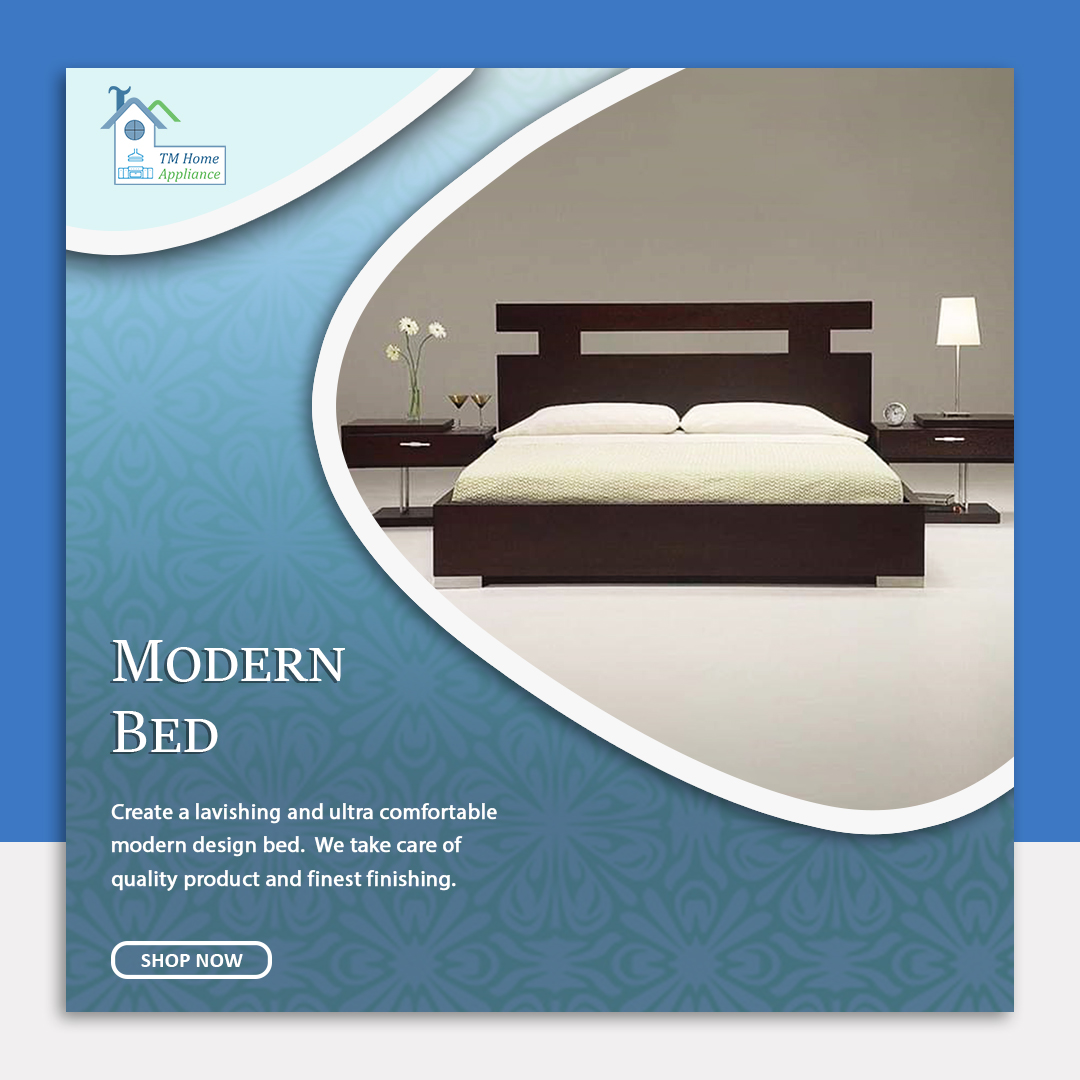 TM Home
Appliance
MODERN
BED
Create a lavishing and ultra comfortable
modern design bed.  We take care of
quality product and finest finishing.
SHOP NOW